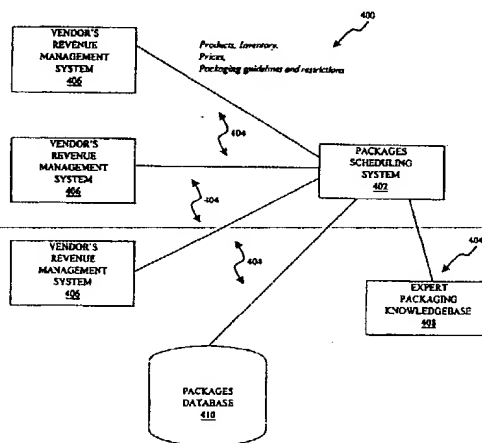 400
VENDOR'S
REVENUE
MANAGEMENT
SYSTEM
406
Products, Inventory,
Prices,
Packaging guidelines and restrictions
404
VENDOR'S
REVENUE
MANAGEMENT
SYSTEM
406
PACKAGES
SCHEDULING
SYSTEM
402
404
VENDOR'S
REVENUE
MANAGEMENT
SYSTEM
406
404
404
EXPERT
PACKAGING
KNOWLEDGEBASE
408
PACKAGES
DATABASE
410